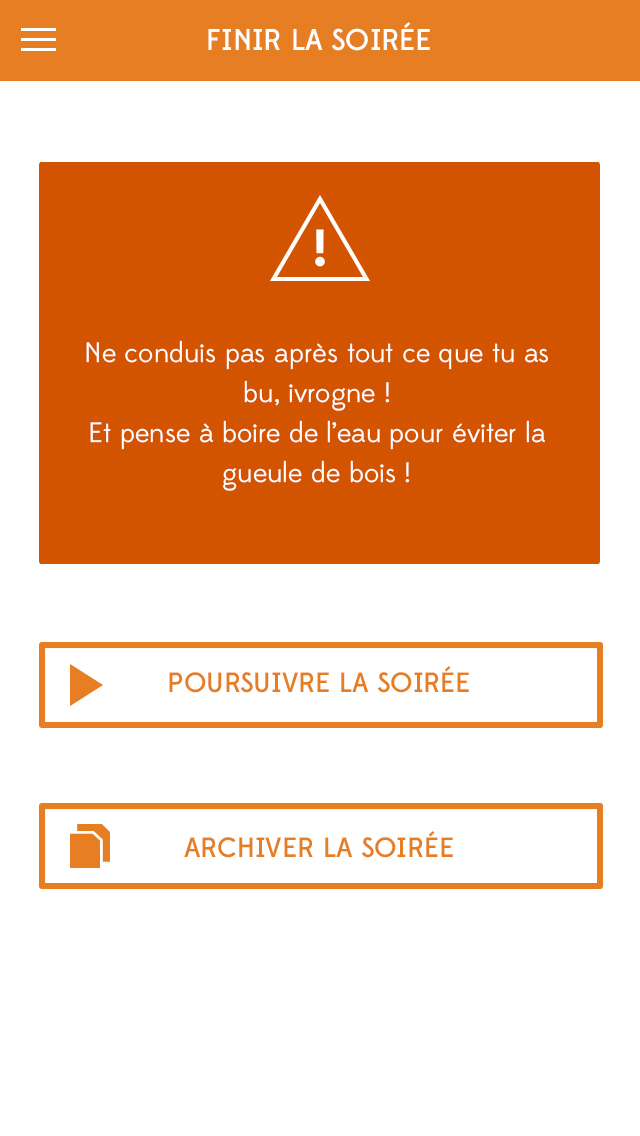 FINIR LA SOIRÉE
Ne conduis pas après tout ce que tu as
bu, ivrogne !
Et pense à boire de l'eau pour éviter la
gueule de bois !
POURSUIVRE LA SOIRÉE
ARCHIVER LA SOIRÉE